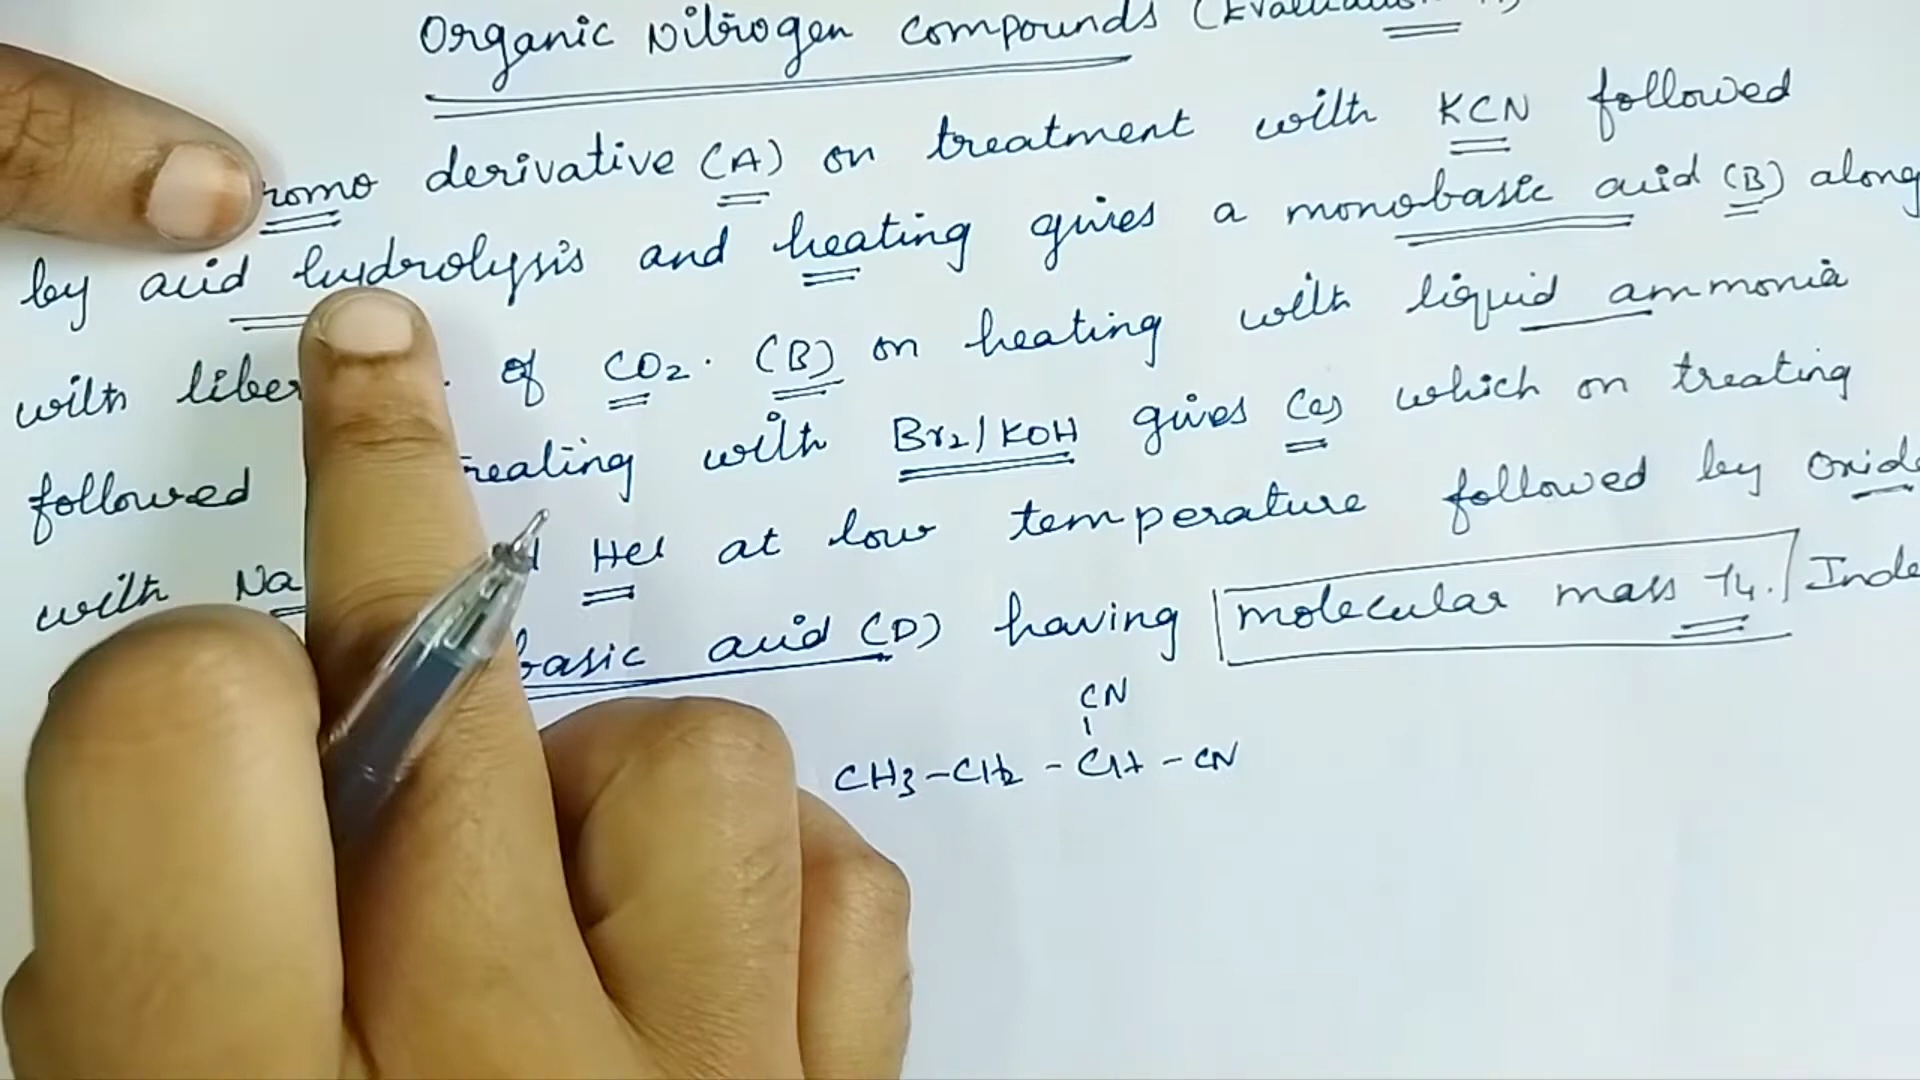 Organic Nitrogen Compounds
romo derivative (A) on treatment with KCN followed
by acid hydrolysis and heating gives a monobasic acid (B) along
with liber of CO2. (B) on heating with liquid ammonia
followed reating with Br2/KOH gives (C) which on treating
with Na HCl at low temperature followed by Oxid
basic acid (D) having molecular mass 74. Inde
CN
CH3-CH2-CH-CN